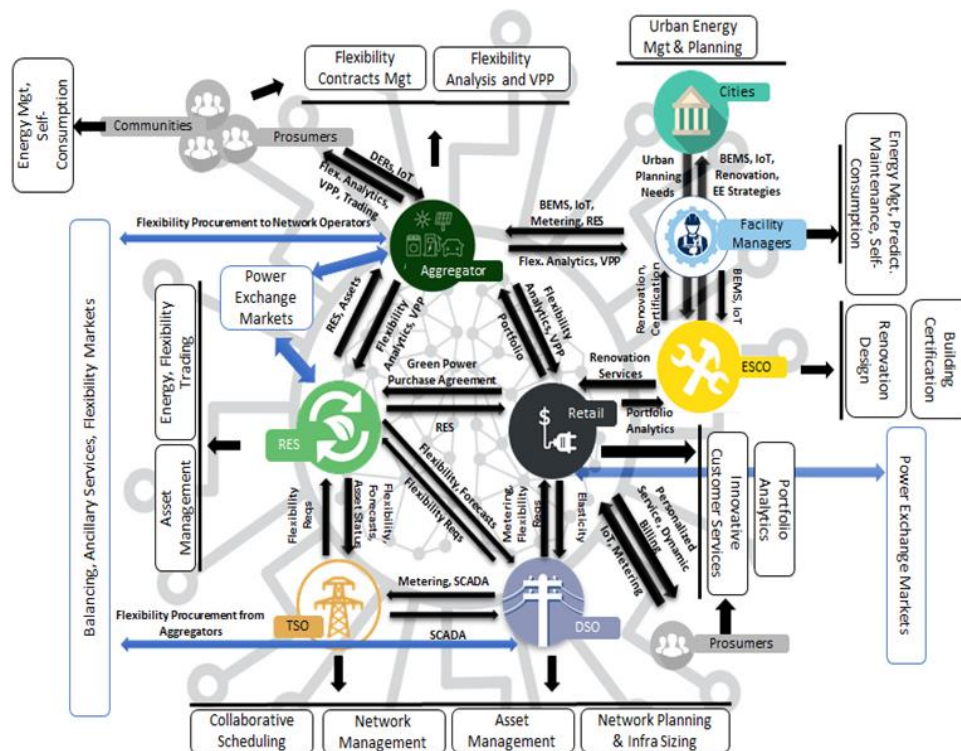 Urban Energy
Mgt & Planning
Flexibility
Contracts Mgt
Flexibility
Analysis and VPP
Energy Mgt,
Self-
Consumption
Communities
Prosumers
Cities
DERs, IoT
Flex. Analytics,
VPP, Trading
Urban
Planning
Needs
BEMS, IoT,
Renovation,
EE Strategies
Energy Mgt, Predict.
Maintenance, Self-
Consumption
Flexibility Procurement to Network Operators
BEMS, IoT,
Metering, RES
Facility
Managers
Aggregator
Flex. Analytics, VPP
Power
Exchange
Markets
RES, Assets
Flexibility
Analytics, VPP
Portfolio
Flexibility
Analytics, VPP
Renovation,
Certification
BEMS, IoT
Balancing, Ancillary Services, Flexibility Markets
Energy, Flexibility
Trading
Asset
Management
Green Power
Purchase Agreement
Renovation
Services
ESCO
Renovation
Design
Building
Certification
RES
RES
Retail
Portfolio
Analytics
Flexibility
Reqs
Flexibility,
Forecasts,
Asset Status
Flexibility, Forecasts
Flexibility Reqs
Metering,
Flexibility
Reqs
Elasticity
Personalized
Service, Dynamic
Billing
IoT, Metering
Innovative
Customer Services
Portfolio
Analytics
Power Exchange Markets
Metering, SCADA
Flexibility Procurement from
Aggregators
TSO
SCADA
DSO
Prosumers
Collaborative
Scheduling
Network
Management
Asset
Management
Network Planning
& Infra Sizing